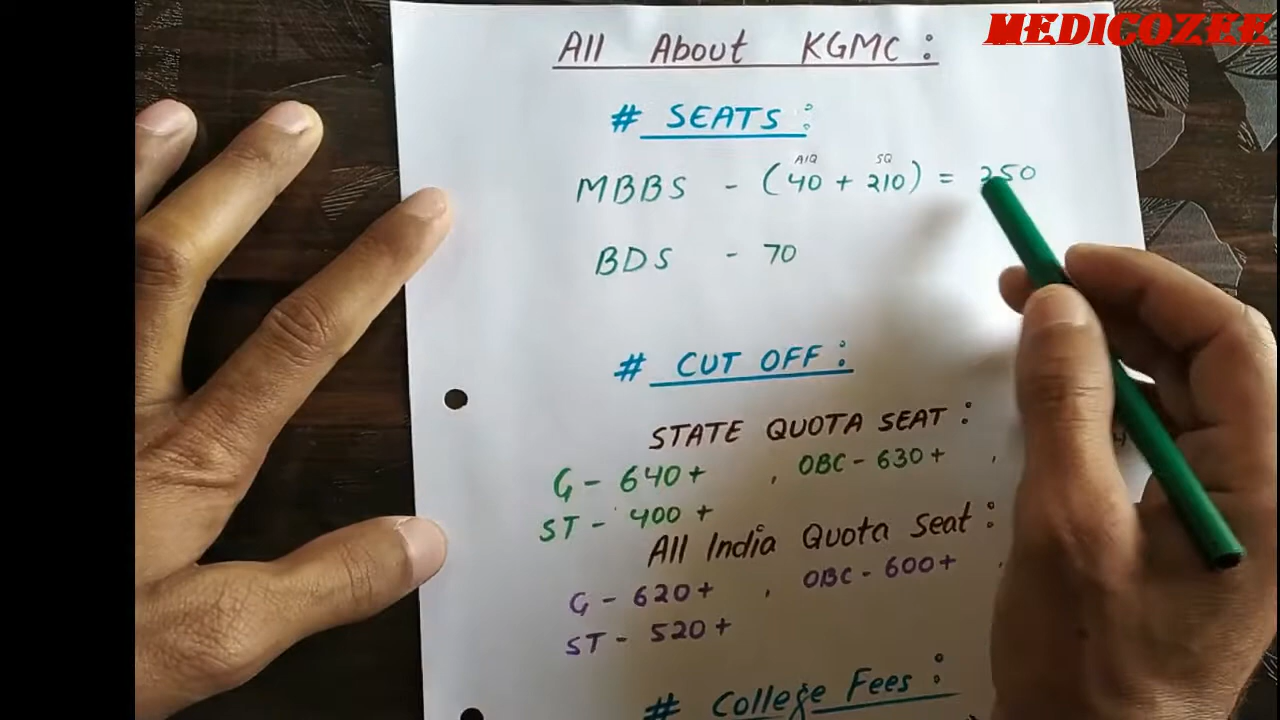 MEDICOZEE
All About KGMC :
# SEATS :
AIQ SQ
MBBS - (40 + 210) = 250
BDS - 70
# CUT OFF :
STATE QUOTA SEAT :
G - 640+ , OBC - 630+ ,
ST - 400 +
All India Quota Seat :
G - 620+ , OBC - 600+ ,
ST - 520 +
# College Fees :